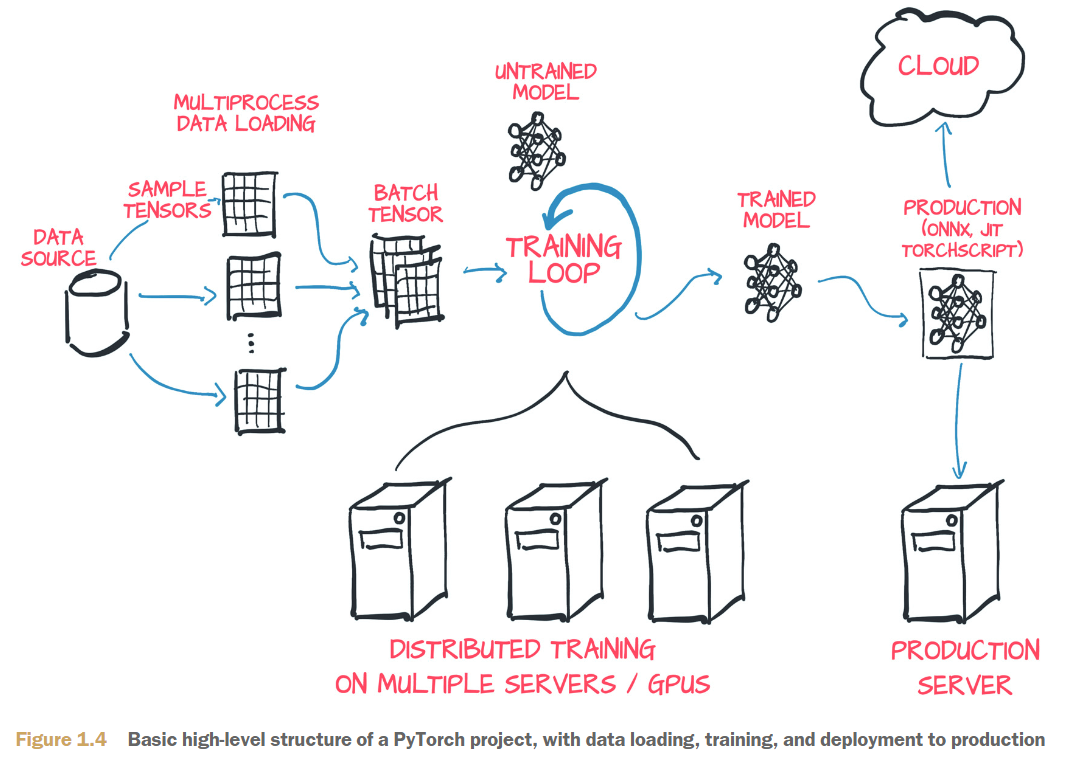 UNTRAINED
MODEL
CLOUD
MULTIPROCESS
DATA LOADING
SAMPLE
TENSORS
BATCH
TENSOR
DATA
SOURCE
TRAINING
LOOP
TRAINED
MODEL
PRODUCTION
(ONNX, JIT
TORCHSCRIPT)
DISTRIBUTED TRAINING
ON MULTIPLE SERVERS / GPUS
PRODUCTION
SERVER
Figure 1.4 Basic high-level structure of a PyTorch project, with data loading, training, and deployment to production